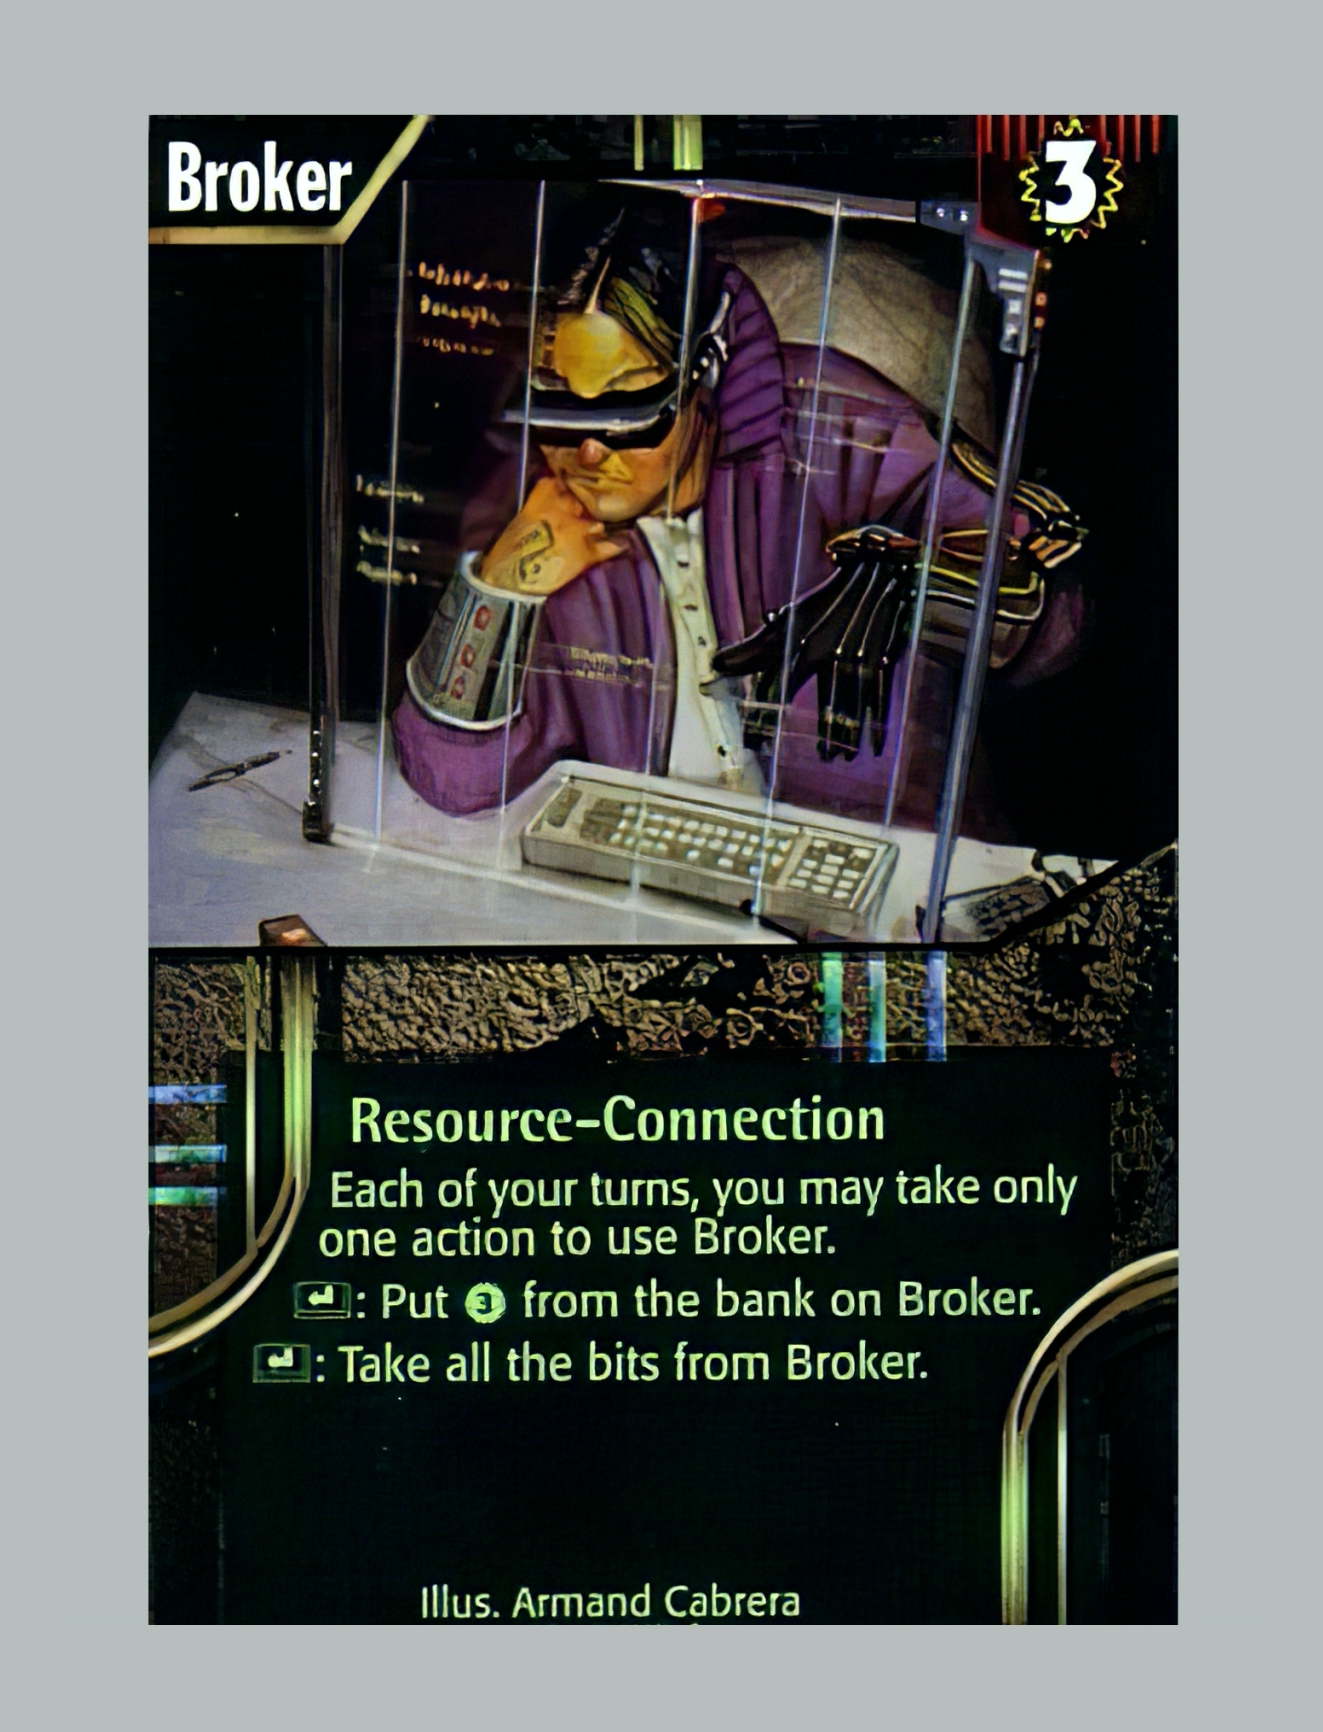 Broker
3
Resource-Connection
Each of your turns, you may take only
one action to use Broker.
: Put 3 from the bank on Broker.
: Take all the bits from Broker.
Illus. Armand Cabrera